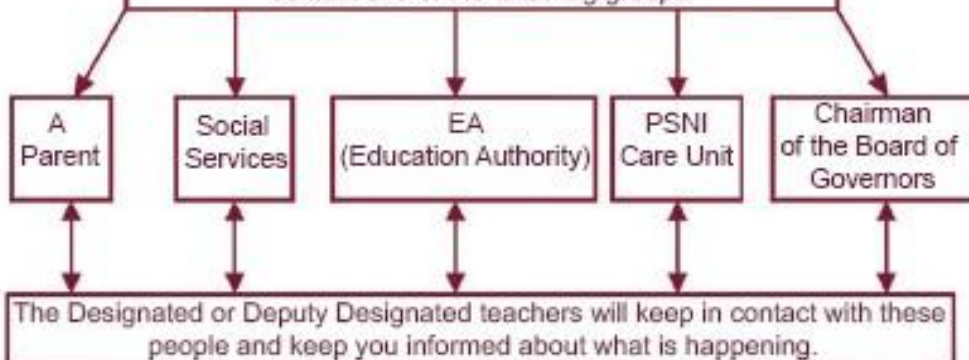 A
Parent
Social
Services
EA
(Education Authority)
PSNI
Care Unit
Chairman
of the Board of
Governors
The Designated or Deputy Designated teachers will keep in contact with these
people and keep you informed about what is happening.